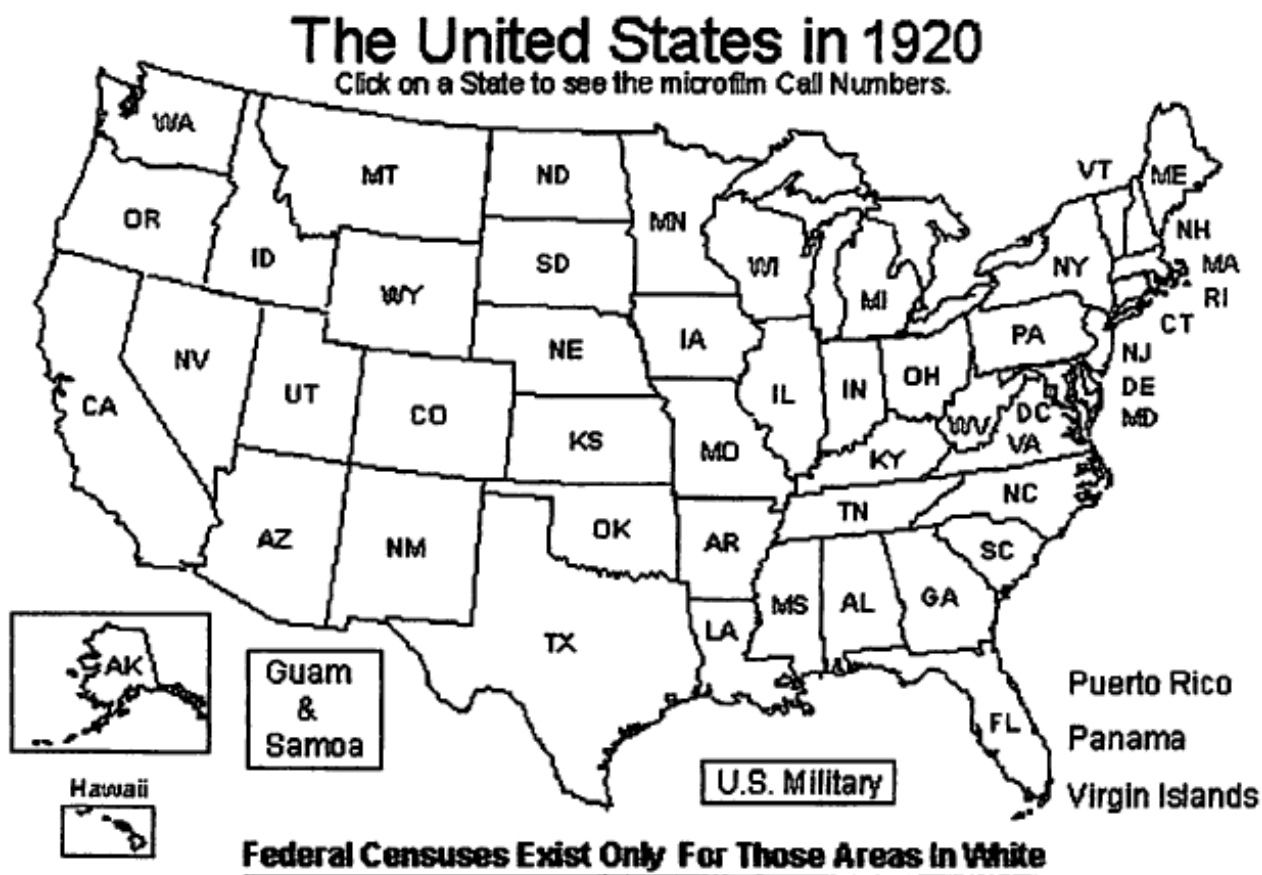 The United States in 1920
Click on a State to see the microfilm Call Numbers.
WA
MT
ND
MN
VT
ME
OR
ID
SD
WI
MI
NY
NH
MA
RI
CT
WY
NV
UT
CA
CO
NE
IA
IL
IN
OH
PA
NJ
DE
MD
WV
DC
VA
KS
MO
KY
NC
TN
AZ
NM
OK
AR
SC
MS
AL
GA
TX
LA
FL
AK
Guam
&
Samoa
Hawaii
U.S. Military
Puerto Rico
Panama
Virgin Islands
Federal Censuses Exist Only For Those Areas In White